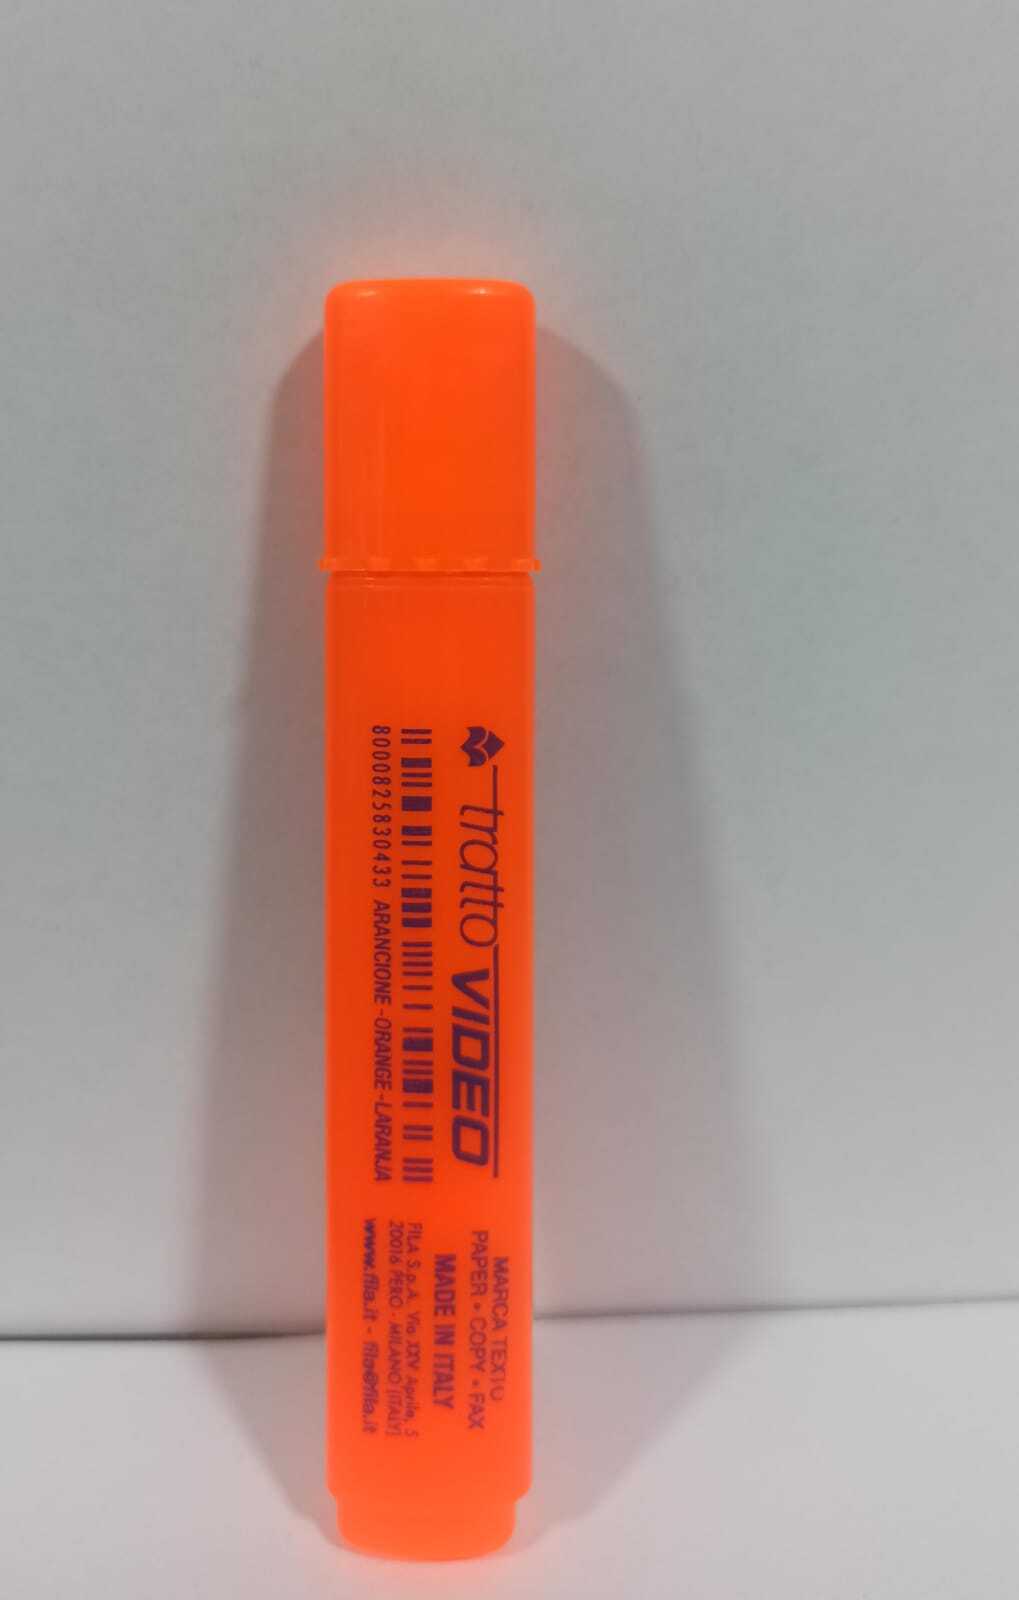 tratto VIDEO
8000825830433 ARANCIONE-ORANGE-LARANJA
MARCA TEXTO
PAPER • COPY • FAX
MADE IN ITALY
FILA S.p.A. Via XXV Aprile, 5
20016 PERO - MILANO (ITALY)
www.fila.it - fila@fila.it